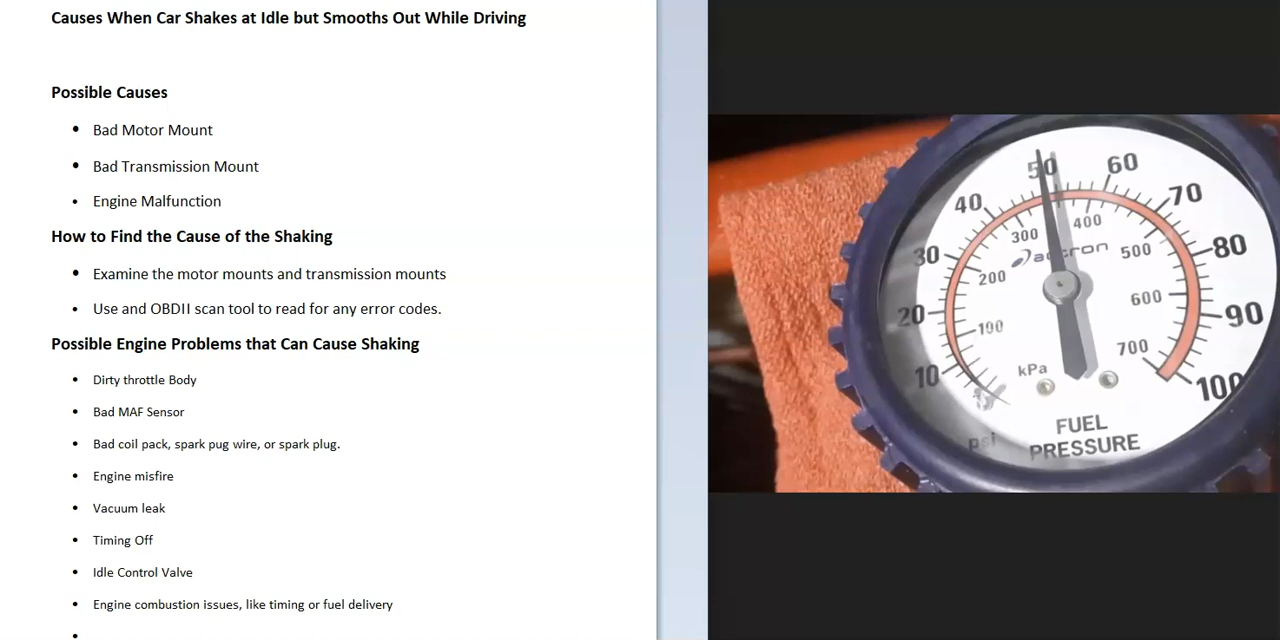 Causes When Car Shakes at Idle but Smooths Out While Driving
Possible Causes
Bad Motor Mount
Bad Transmission Mount
Engine Malfunction
How to Find the Cause of the Shaking
Examine the motor mounts and transmission mounts
Use and OBDII scan tool to read for any error codes.
Possible Engine Problems that Can Cause Shaking
Dirty throttle Body
Bad MAF Sensor
Bad coil pack, spark pug wire, or spark plug.
Engine misfire
Vacuum leak
Timing Off
Idle Control Valve
Engine combustion issues, like timing or fuel delivery
10
20
30
40
50
60
70
80
90
100
100
200
300
400
500
600
700
actron
kPa
psi
FUEL
PRESSURE